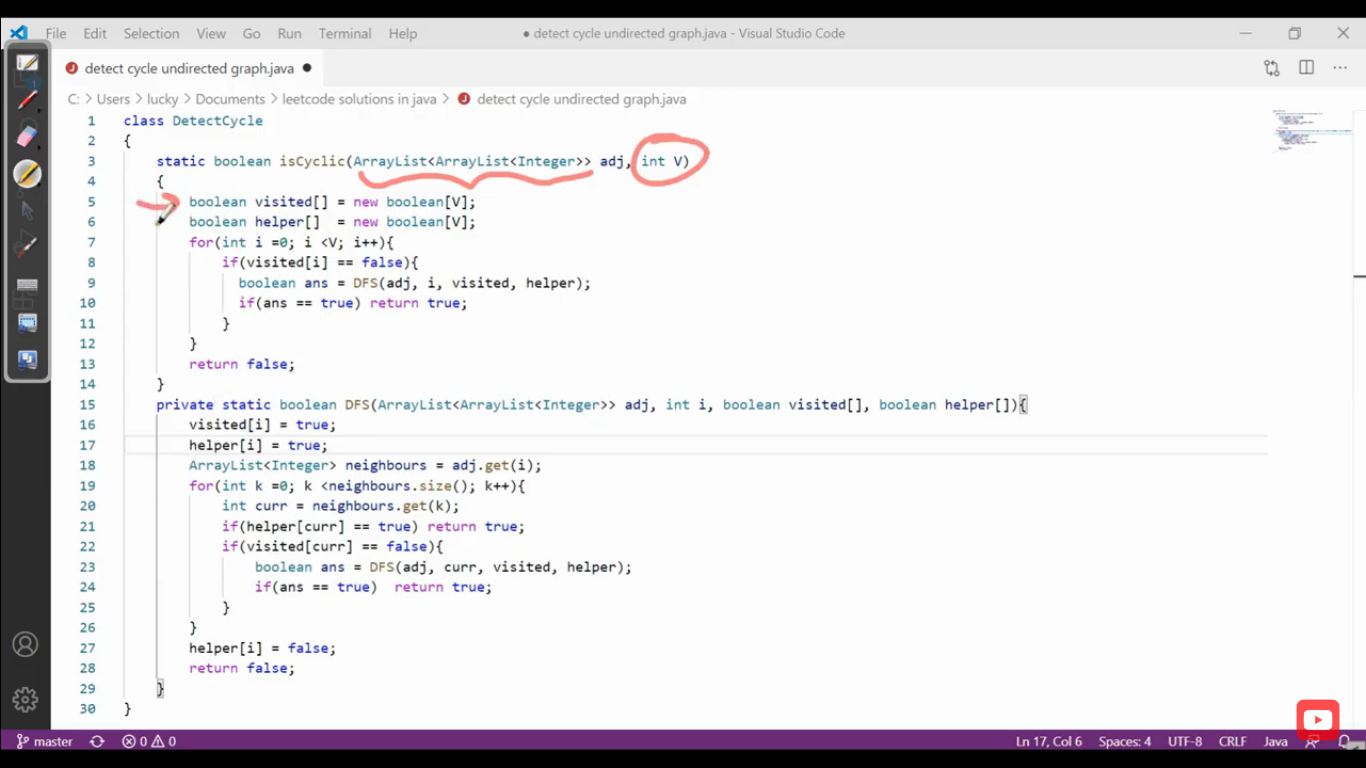 File Edit Selection View Go Run Terminal Help
● detect cycle undirected graph.java - Visual Studio Code
detect cycle undirected graph.java ●
C: > Users > lucky > Documents > leetcode solutions in java > detect cycle undirected graph.java
1 class DetectCycle
2 {
3 static boolean isCyclic(ArrayList<ArrayList<Integer>> adj, int V)
4 {
5 boolean visited[] = new boolean[V];
6 boolean helper[]  = new boolean[V];
7 for(int i =0; i <V; i++){
8 if(visited[i] == false){
9 boolean ans = DFS(adj, i, visited, helper);
10 if(ans == true) return true;
11 }
12 }
13 return false;
14 }
15 private static boolean DFS(ArrayList<ArrayList<Integer>> adj, int i, boolean visited[], boolean helper[]){
16 visited[i] = true;
17 helper[i] = true;
18 ArrayList<Integer> neighbours = adj.get(i);
19 for(int k =0; k <neighbours.size(); k++){
20 int curr = neighbours.get(k);
21 if(helper[curr] == true) return true;
22 if(visited[curr] == false){
23 boolean ans = DFS(adj, curr, visited, helper);
24 if(ans == true)  return true;
25 }
26 }
27 helper[i] = false;
28 return false;
29 }
30 }
master 0 0 Ln 17, Col 6 Spaces: 4 UTF-8 CRLF Java